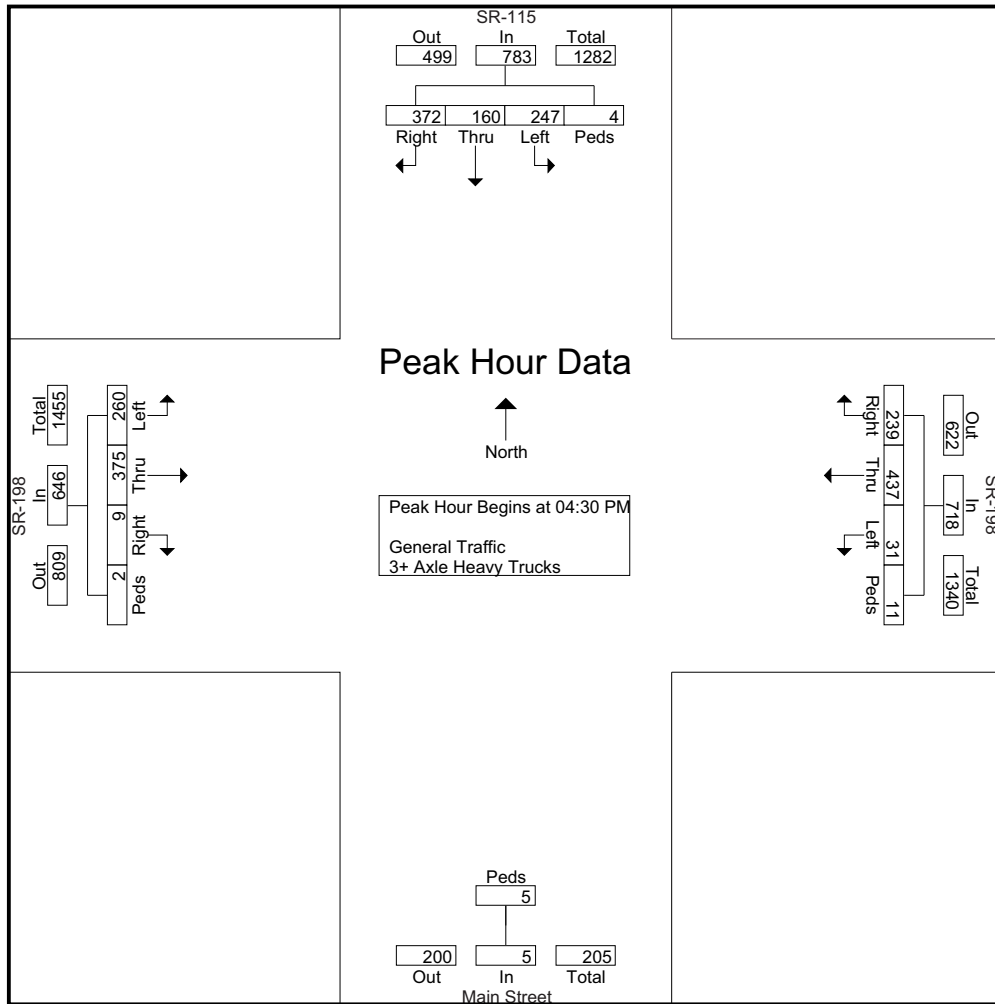 SR-115
Out In Total
499 783 1282
372 160 247 4
Right Thru Left Peds
Peak Hour Data
North
Peak Hour Begins at 04:30 PM
General Traffic
3+ Axle Heavy Trucks
SR-198
Total In Out
1455 646 809
260 375 9 2
Left Thru Right Peds
Right Thru Left Peds
239 437 31 11
Out In Total
622 718 1340
SR-198
Peds
5
200 5 205
Out In Total
Main Street